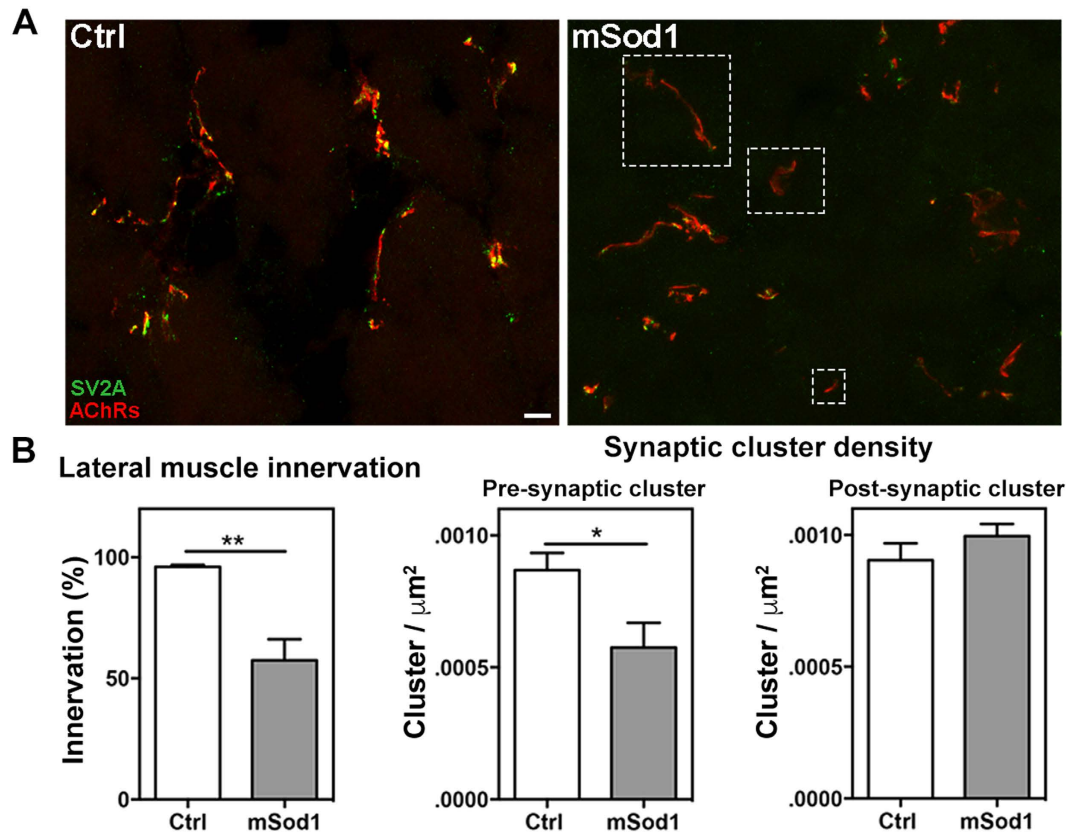 A
Ctrl
mSod1
SV2A
AChRs
B
Lateral muscle innervation
Synaptic cluster density
Pre-synaptic cluster
Post-synaptic cluster
Innervation (%)
100
50
0
**
Ctrl
mSod1
Cluster / μm²
.0010
.0005
.0000
*
Ctrl
mSod1
Cluster / μm²
.0010
.0005
.0000
Ctrl
mSod1